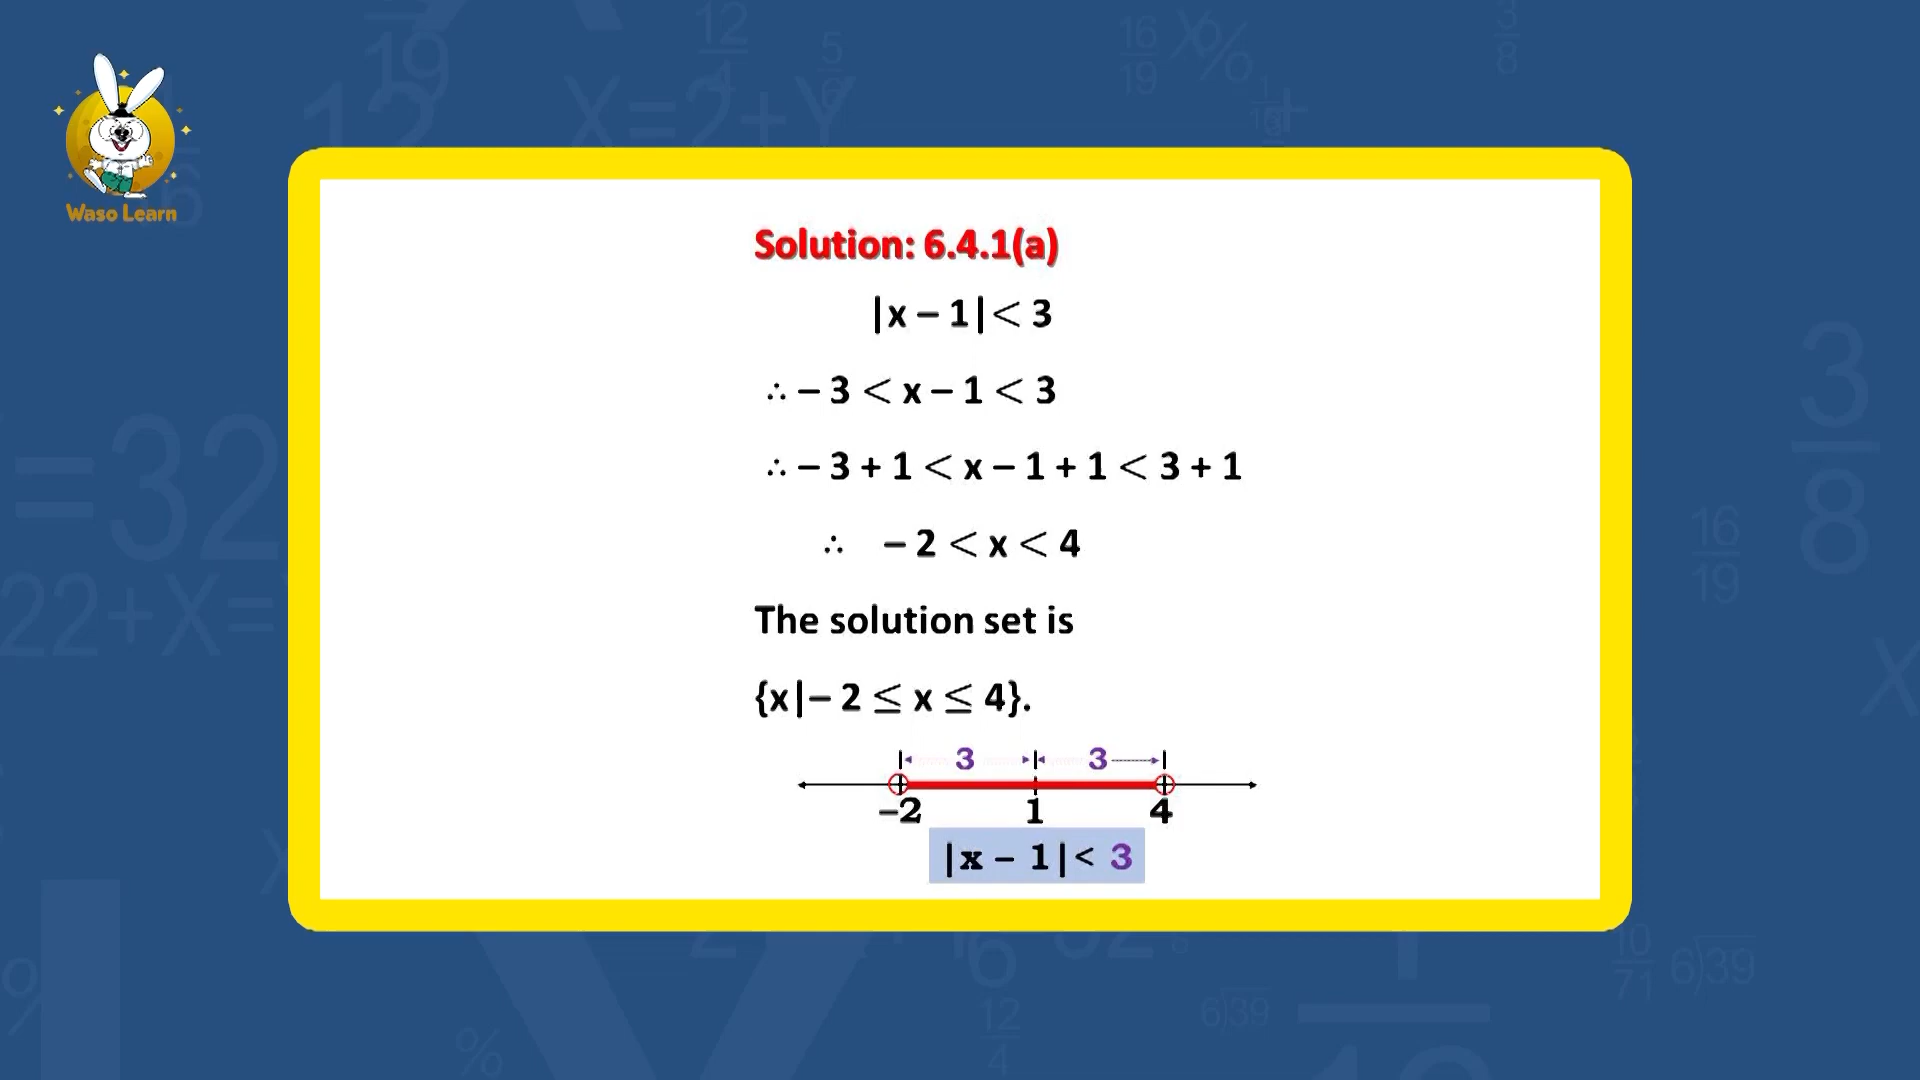 Waso Learn
Solution: 6.4.1(a)
|x – 1| < 3
∴ – 3 < x – 1 < 3
∴ – 3 + 1 < x – 1 + 1 < 3 + 1
∴ – 2 < x < 4
The solution set is
{x|– 2 ≤ x ≤ 4}.
3 3
–2 1 4
|x – 1| < 3